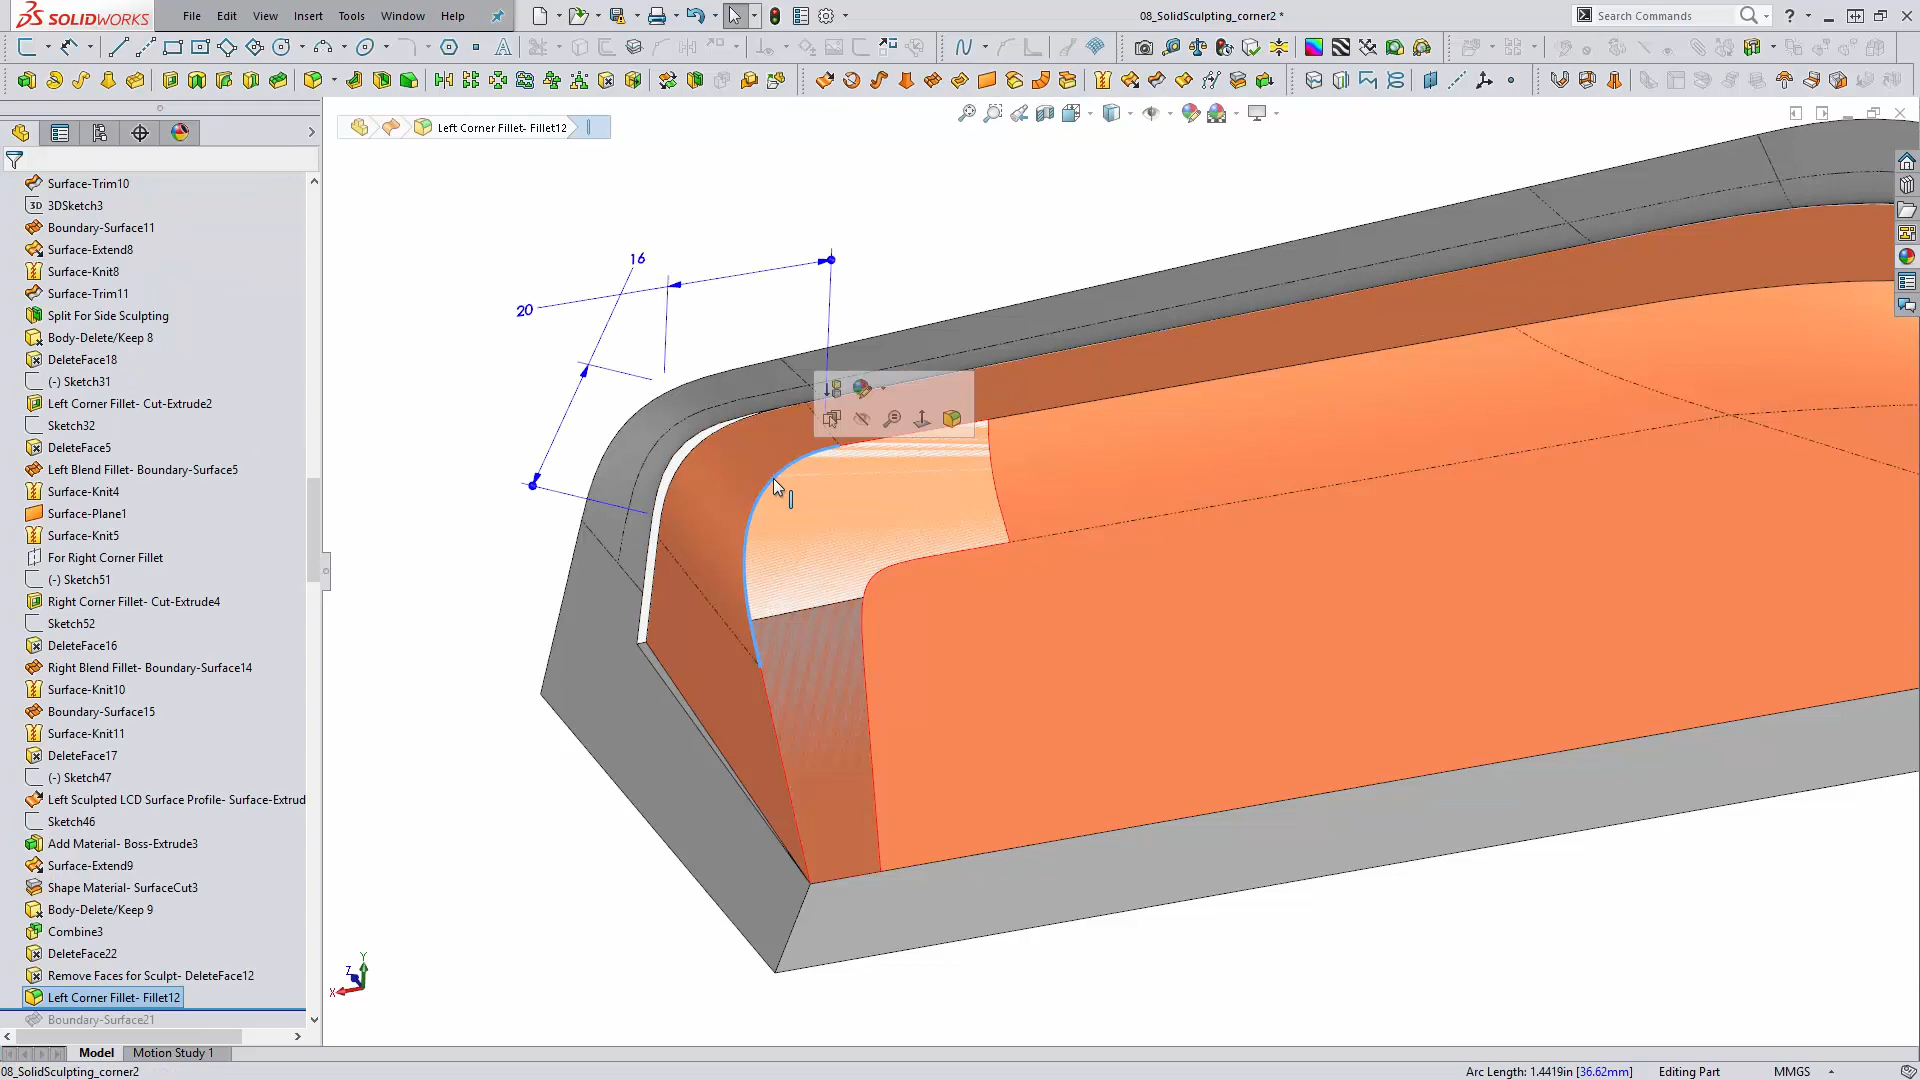 SOLIDWORKS File Edit View Insert Tools Window Help 08_SolidSculpting_corner2 * Search Commands
Left Corner Fillet- Fillet12
Surface-Trim10
3D 3DSketch3
Boundary-Surface11
Surface-Extend8
Surface-Knit8
Surface-Trim11
Split For Side Sculpting
Body-Delete/Keep 8
DeleteFace18
(-) Sketch31
Left Corner Fillet- Cut-Extrude2
Sketch32
DeleteFace5
Left Blend Fillet- Boundary-Surface5
Surface-Knit4
Surface-Plane1
Surface-Knit5
For Right Corner Fillet
(-) Sketch51
Right Corner Fillet- Cut-Extrude4
Sketch52
DeleteFace16
Right Blend Fillet- Boundary-Surface14
Surface-Knit10
Boundary-Surface15
Surface-Knit11
DeleteFace17
(-) Sketch47
Left Sculpted LCD Surface Profile- Surface-Extrud
Sketch46
Add Material- Boss-Extrude3
Surface-Extend9
Shape Material- SurfaceCut3
Body-Delete/Keep 9
Combine3
DeleteFace22
Remove Faces for Sculpt- DeleteFace12
Left Corner Fillet- Fillet12
Boundary-Surface21
16
20
Y
Z
X
Model Motion Study 1
08_SolidSculpting_corner2 Arc Length: 1.4419in [36.62mm] Editing Part MMGS